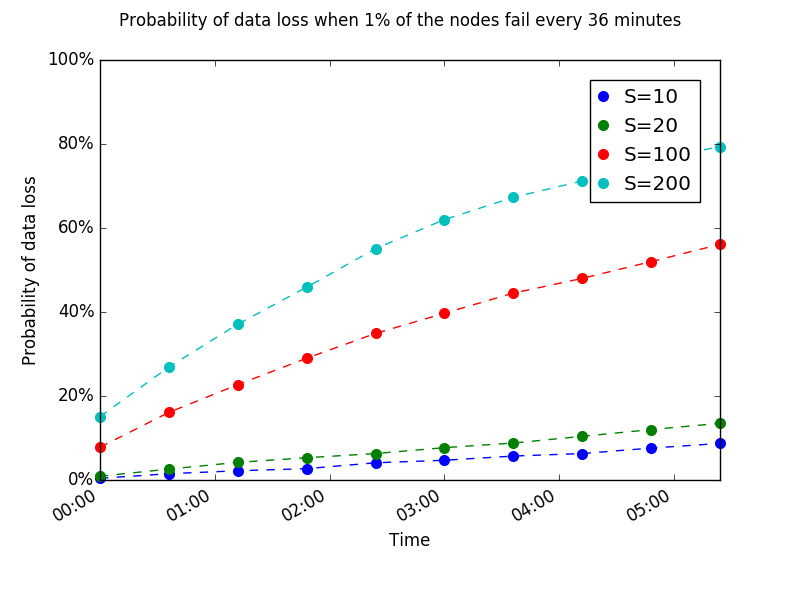 Probability of data loss when 1% of the nodes fail every 36 minutes
100%
80%
60%
40%
20%
0%
Probability of data loss
S=10
S=20
S=100
S=200
00:00
01:00
02:00
03:00
04:00
05:00
Time